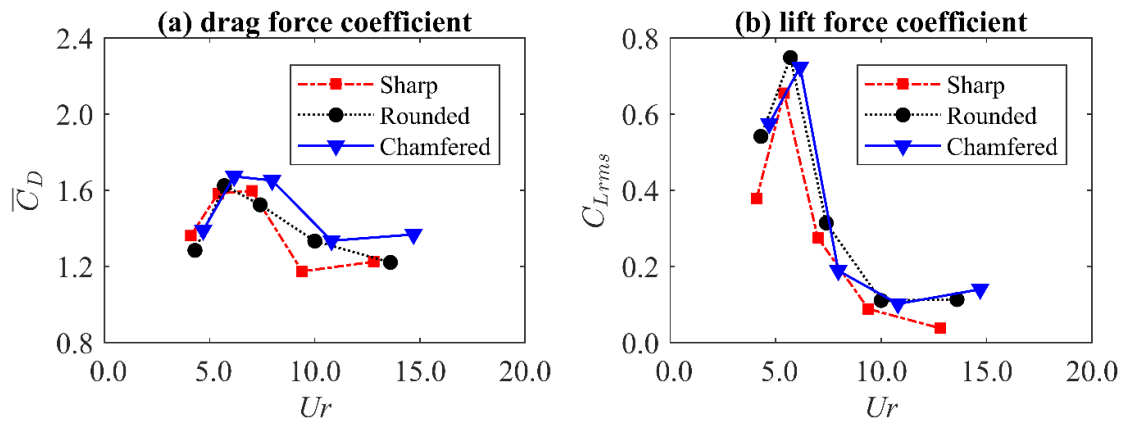 (a) drag force coefficient
2.4
2.0
1.6
1.2
0.8
0.0
5.0
10.0
15.0
20.0
C̅_D
Ur
Sharp
Rounded
Chamfered
(b) lift force coefficient
0.8
0.6
0.4
0.2
0.0
0.0
5.0
10.0
15.0
20.0
C_Lrms
Ur
Sharp
Rounded
Chamfered